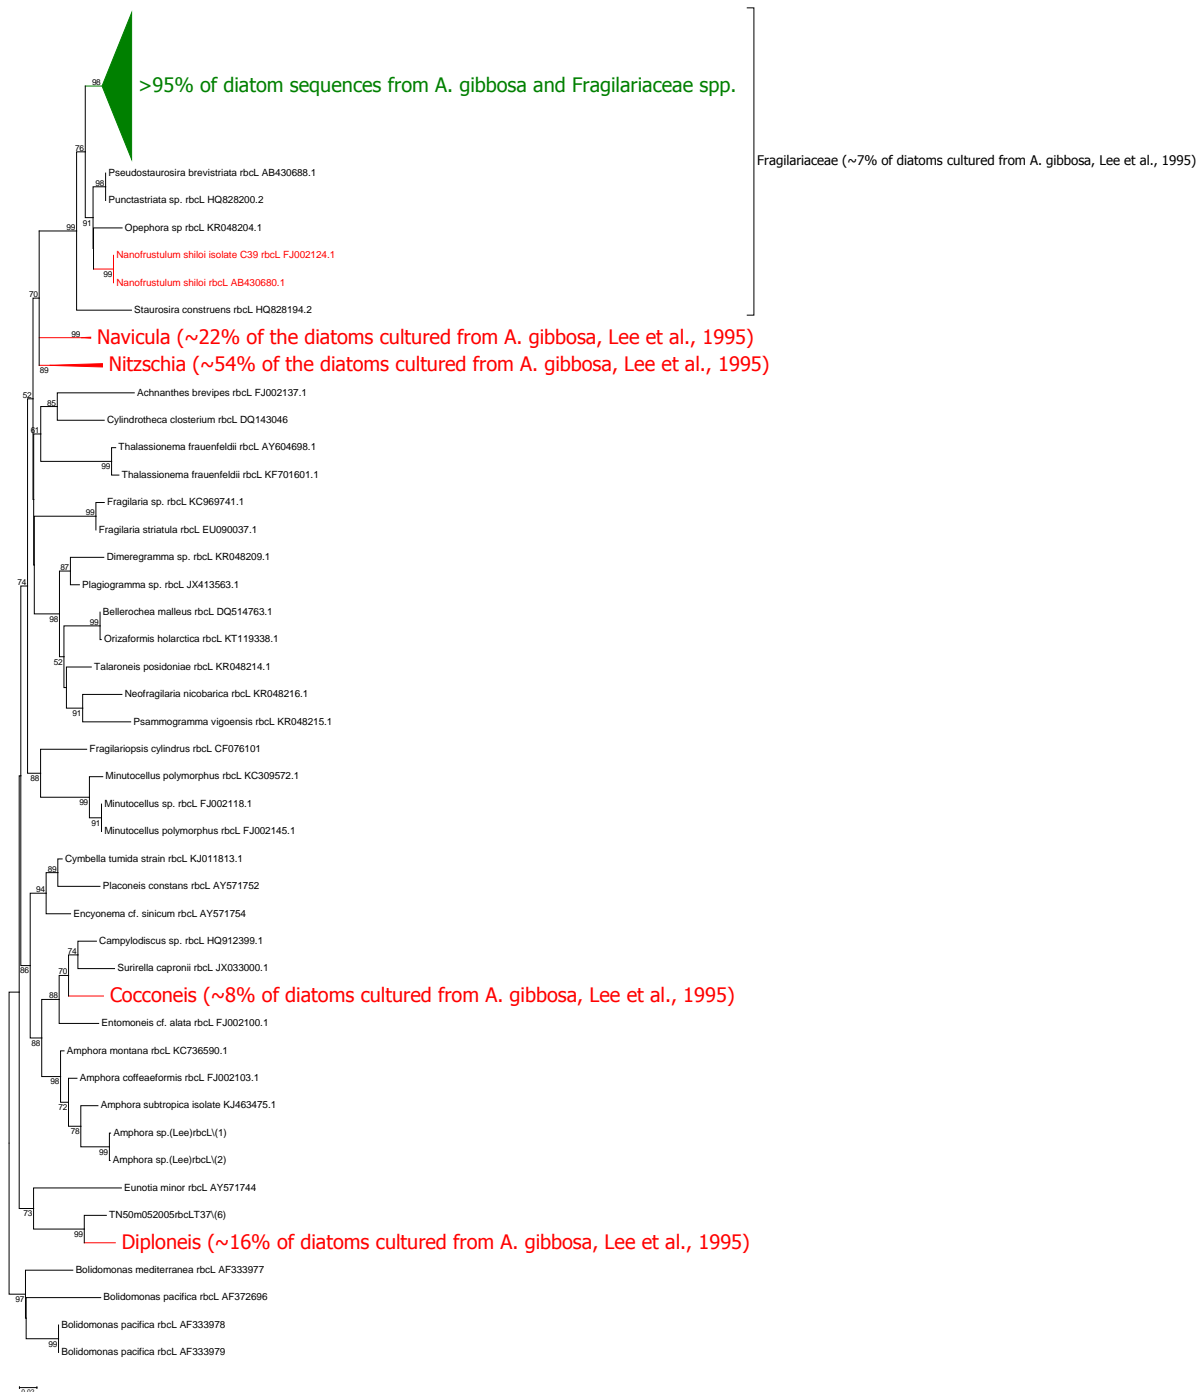 98
>95% of diatom sequences from A. gibbosa and Fragilariaceae spp.
76
Fragilariaceae (~7% of diatoms cultured from A. gibbosa, Lee et al., 1995)
Pseudostaurosira brevistriata rbcL AB430688.1
98
Punctastriata sp. rbcL HQ828200.2
91
Opephora sp rbcL KR048204.1
99
Nanofrustulum shiloi isolate C39 rbcL FJ002124.1
99
Nanofrustulum shiloi rbcL AB430680.1
70
Staurosira construens rbcL HQ828194.2
99
Navicula (~22% of the diatoms cultured from A. gibbosa, Lee et al., 1995)
Nitzschia (~54% of the diatoms cultured from A. gibbosa, Lee et al., 1995)
89
Achnanthes brevipes rbcL FJ002137.1
52
85
Cylindrotheca closterium rbcL DQ143046
61
Thalassionema frauenfeldii rbcL AY604698.1
99
Thalassionema frauenfeldii rbcL KF701601.1
Fragilaria sp. rbcL KC969741.1
99
Fragilaria striatula rbcL EU090037.1
Dimeregramma sp. rbcL KR048209.1
87
74
Plagiogramma sp. rbcL JX413563.1
Bellerochea malleus rbcL DQ514763.1
98
99
Orizaformis holarctica rbcL KT119338.1
52
Talaroneis posidoniae rbcL KR048214.1
Neofragilaria nicobarica rbcL KR048216.1
91
Psammogramma vigoensis rbcL KR048215.1
Fragilariopsis cylindrus rbcL CF076101
88
Minutocellus polymorphus rbcL KC309572.1
99
Minutocellus sp. rbcL FJ002118.1
91
Minutocellus polymorphus rbcL FJ002145.1
Cymbella tumida strain rbcL KJ011813.1
89
Placoneis constans rbcL AY571752
94
Encyonema cf. sinicum rbcL AY571754
Campylodiscus sp. rbcL HQ912399.1
74
86
70
Surirella capronii rbcL JX033000.1
88
Cocconeis (~8% of diatoms cultured from A. gibbosa, Lee et al., 1995)
Entomoneis cf. alata rbcL FJ002100.1
88
Amphora montana rbcL KC736590.1
98
Amphora coffeaeformis rbcL FJ002103.1
72
Amphora subtropica isolate KJ463475.1
78
Amphora sp.(Lee)rbcL\(1)
99
Amphora sp.(Lee)rbcL\(2)
Eunotia minor rbcL AY571744
73
TN50m052005rbcLT37\(6)
99
Diploneis (~16% of diatoms cultured from A. gibbosa, Lee et al., 1995)
Bolidomonas mediterranea rbcL AF333977
97
Bolidomonas pacifica rbcL AF372696
Bolidomonas pacifica rbcL AF333978
99
Bolidomonas pacifica rbcL AF333979